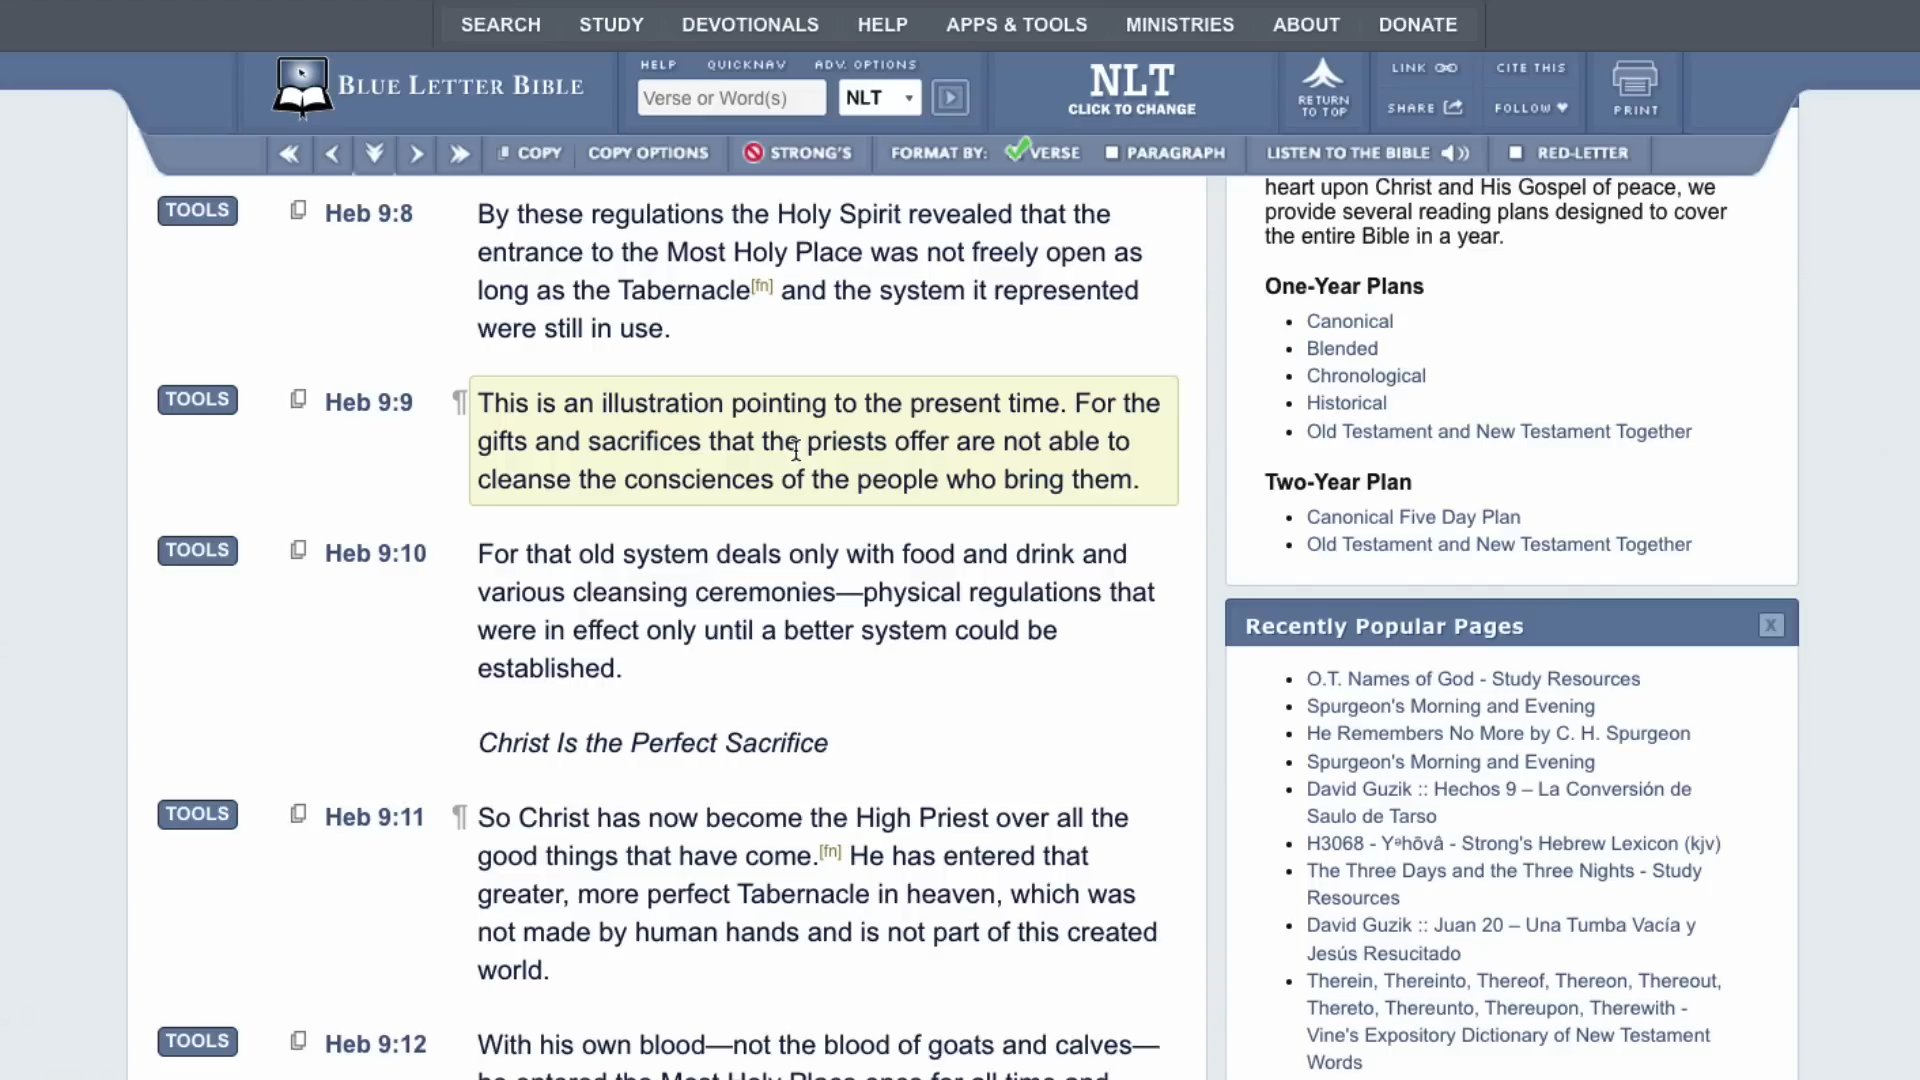 SEARCH STUDY DEVOTIONALS HELP APPS & TOOLS MINISTRIES ABOUT DONATE
BLUE LETTER BIBLE
HELP QUICKNAV ADV. OPTIONS
Verse or Word(s) NLT
NLT
CLICK TO CHANGE
RETURN
TO TOP
LINK
SHARE
CITE THIS
FOLLOW
PRINT
COPY COPY OPTIONS STRONG'S FORMAT BY: VERSE PARAGRAPH LISTEN TO THE BIBLE RED-LETTER
TOOLS Heb 9:8 By these regulations the Holy Spirit revealed that the
entrance to the Most Holy Place was not freely open as
long as the Tabernacle[fn] and the system it represented
were still in use.
TOOLS Heb 9:9 ¶ This is an illustration pointing to the present time. For the
gifts and sacrifices that the priests offer are not able to
cleanse the consciences of the people who bring them.
TOOLS Heb 9:10 For that old system deals only with food and drink and
various cleansing ceremonies—physical regulations that
were in effect only until a better system could be
established.
Christ Is the Perfect Sacrifice
TOOLS Heb 9:11 ¶ So Christ has now become the High Priest over all the
good things that have come.[fn] He has entered that
greater, more perfect Tabernacle in heaven, which was
not made by human hands and is not part of this created
world.
TOOLS Heb 9:12 With his own blood—not the blood of goats and calves—
he entered the Most Holy Place once for all time and
heart upon Christ and His Gospel of peace, we
provide several reading plans designed to cover
the entire Bible in a year.
One-Year Plans
• Canonical
• Blended
• Chronological
• Historical
• Old Testament and New Testament Together
Two-Year Plan
• Canonical Five Day Plan
• Old Testament and New Testament Together
Recently Popular Pages X
• O.T. Names of God - Study Resources
• Spurgeon's Morning and Evening
• He Remembers No More by C. H. Spurgeon
• Spurgeon's Morning and Evening
• David Guzik :: Hechos 9 – La Conversión de
Saulo de Tarso
• H3068 - Yᵊhōvâ - Strong's Hebrew Lexicon (kjv)
• The Three Days and the Three Nights - Study
Resources
• David Guzik :: Juan 20 – Una Tumba Vacía y
Jesús Resucitado
• Therein, Thereinto, Thereof, Thereon, Thereout,
Thereto, Thereunto, Thereupon, Therewith -
Vine's Expository Dictionary of New Testament
Words